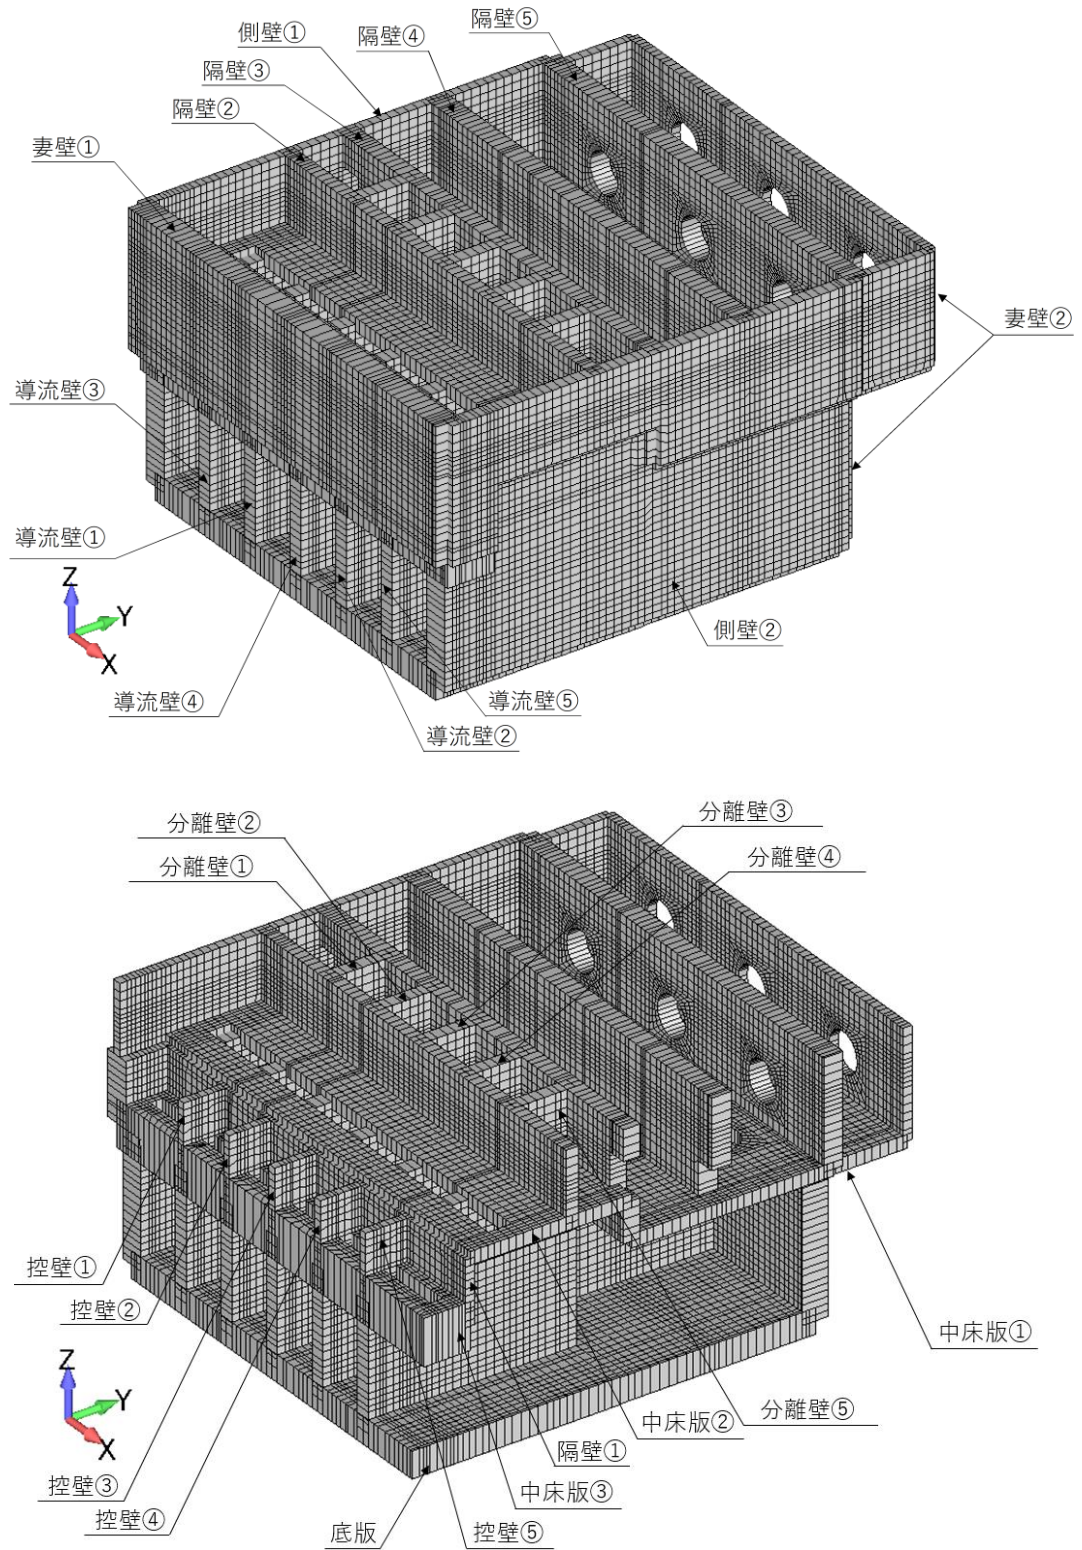 隔壁⑤
側壁①
隔壁④
隔壁③
隔壁②
妻壁①
妻壁②
導流壁③
導流壁①
Z
Y
X
側壁②
導流壁④
導流壁⑤
導流壁②
分離壁③
分離壁②
分離壁④
分離壁①
控壁①
控壁②
中床版①
Z
Y
X
分離壁⑤
中床版②
隔壁①
控壁③
中床版③
控壁④
底版
控壁⑤